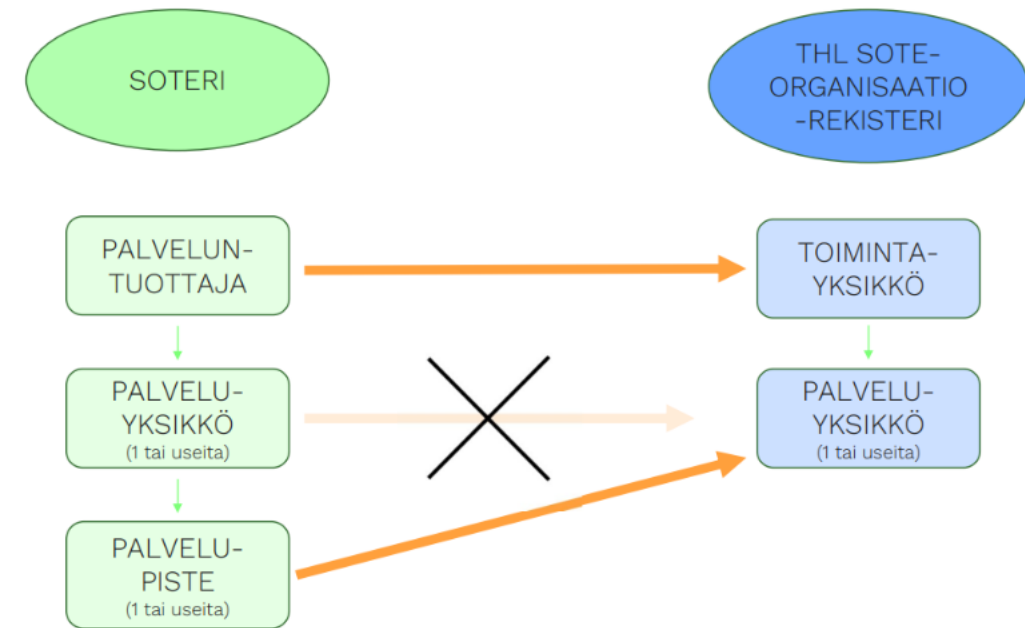 SOTERI
THL SOTE-
ORGANISAATIO
-REKISTERI
PALVELUN-
TUOTTAJA
TOIMINTA-
YKSIKKÖ
PALVELU-
YKSIKKÖ
(1 tai useita)
PALVELU-
YKSIKKÖ
(1 tai useita)
PALVELU-
PISTE
(1 tai useita)